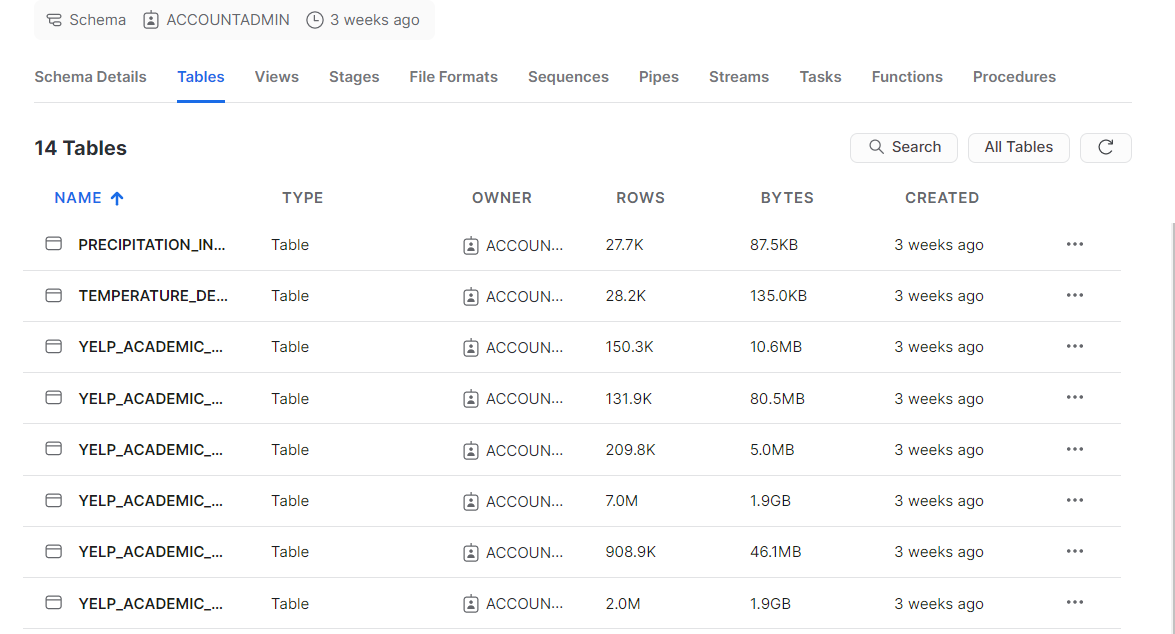 Schema ACCOUNTADMIN 3 weeks ago
Schema Details Tables Views Stages File Formats Sequences Pipes Streams Tasks Functions Procedures
14 Tables Search All Tables
NAME TYPE OWNER ROWS BYTES CREATED
PRECIPITATION_IN... Table ACCOUN... 27.7K 87.5KB 3 weeks ago ...
TEMPERATURE_DE... Table ACCOUN... 28.2K 135.0KB 3 weeks ago ...
YELP_ACADEMIC_... Table ACCOUN... 150.3K 10.6MB 3 weeks ago ...
YELP_ACADEMIC_... Table ACCOUN... 131.9K 80.5MB 3 weeks ago ...
YELP_ACADEMIC_... Table ACCOUN... 209.8K 5.0MB 3 weeks ago ...
YELP_ACADEMIC_... Table ACCOUN... 7.0M 1.9GB 3 weeks ago ...
YELP_ACADEMIC_... Table ACCOUN... 908.9K 46.1MB 3 weeks ago ...
YELP_ACADEMIC_... Table ACCOUN... 2.0M 1.9GB 3 weeks ago ...